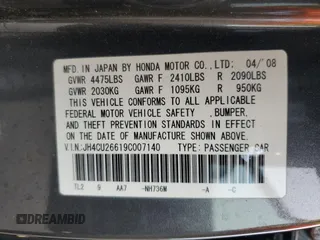 MFD. IN JAPAN BY HONDA MOTOR CO., LTD: 04/'08
GVWR 4475LBS GAWR F 2410LBS R 2090LBS
GVWR 2030KG GAWR F 1095KG R 950KG
THIS VEHICLE CONFORMS TO ALL APPLICABLE
FEDERAL MOTOR VEHICLE SAFETY ,BUMPER,
AND THEFT PREVENTION STANDARDS IN EFFECT
ON THE DATE OF MANUFACTURE SHOWN ABOVE.
V.I.N: JH4CU26619C007140 TYPE: PASSENGER CAR
TL2 9 AA7 -NH736M -A -C
© DREAMBID
DREAMBID.COM